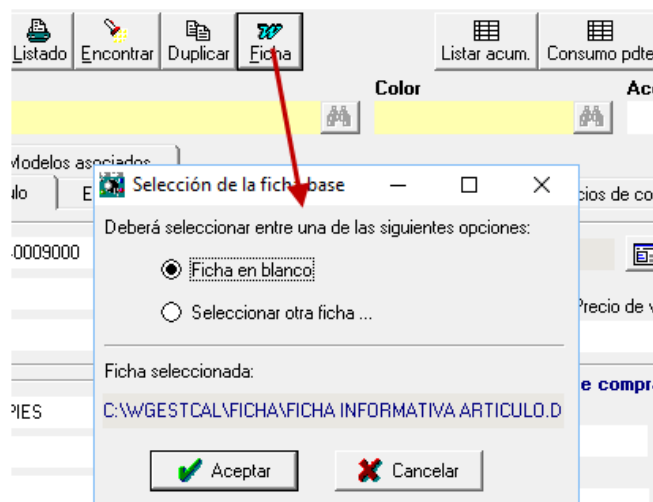 Listado Encontrar Duplicar Ficha Listar acum. Consumo pdte
Color
Modelos asociados
Selección de la ficha base
Deberá seleccionar entre una de las siguientes opciones:
0009000
Ficha en blanco
Seleccionar otra ficha ...
Precio de v
Ficha seleccionada:
e compr
PIES
C:\WGESTCAL\FICHA\FICHA INFORMATIVA ARTICULO.D
Aceptar Cancelar